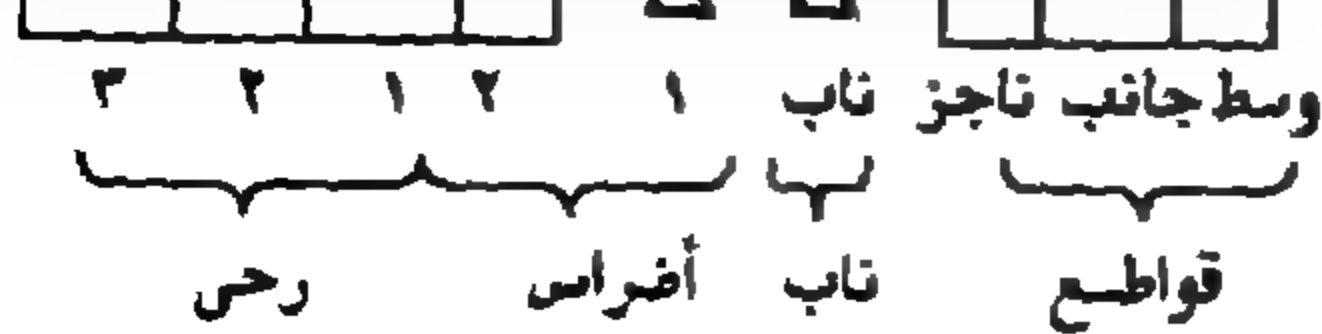 وسط جانب ناجز ناب ١ ٢ ١ ٢ ٣
قواطع ناب أضراس رحى